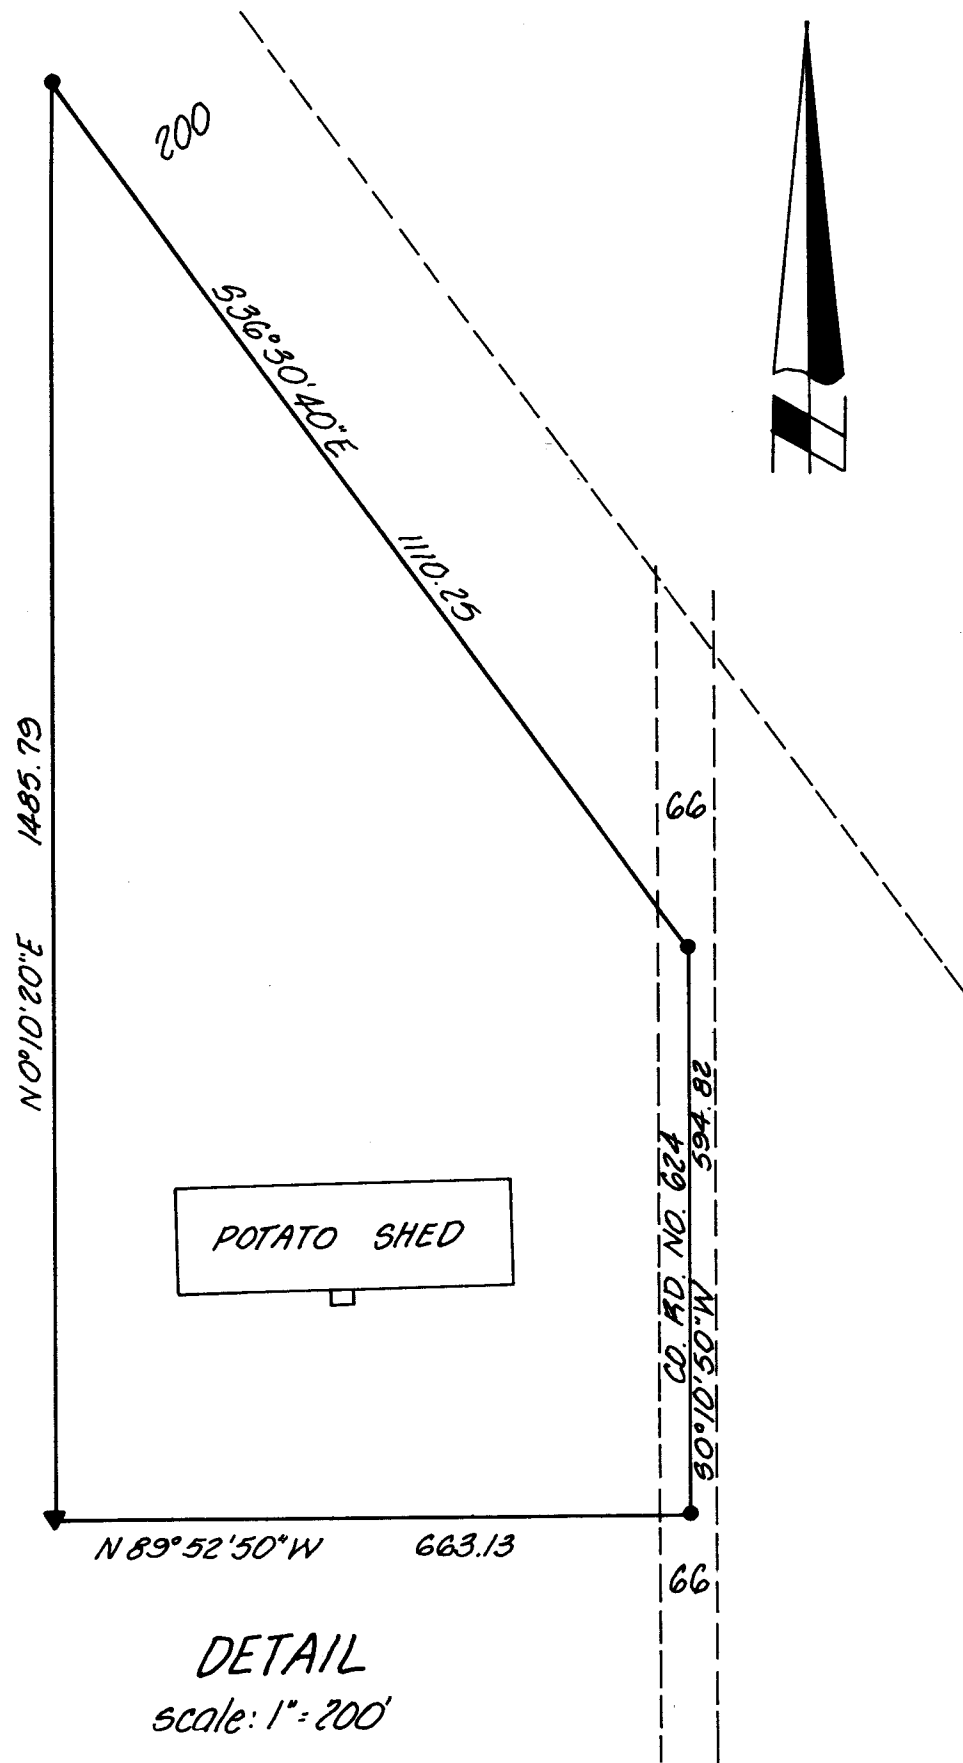 200
S36°30'40"E
1110.25
N0°10'20"E 1485.79
66
CO. RD. NO. 624
S0°10'50"W 594.82
POTATO SHED
N89°52'50"W 663.13
66
DETAIL
scale: 1"=200'